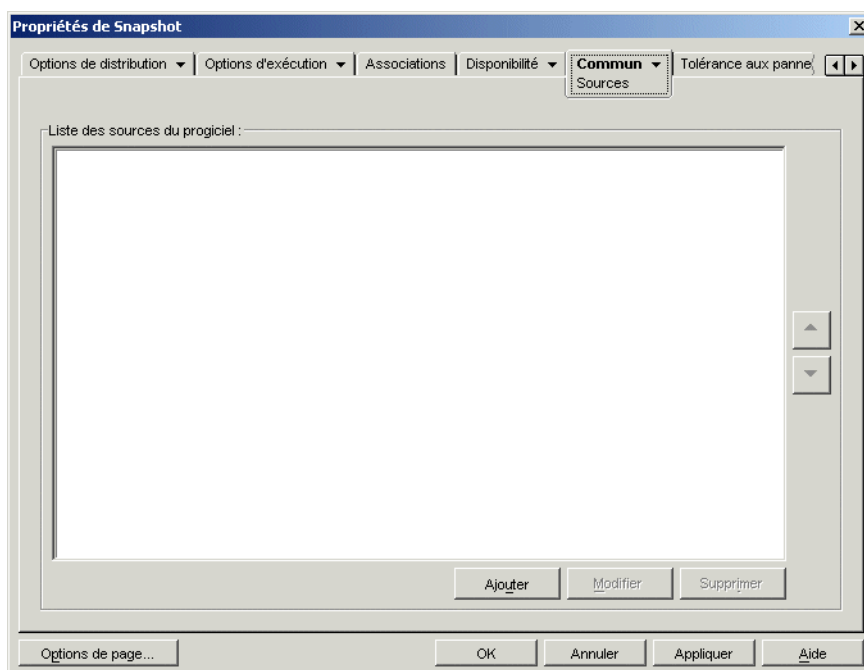 Propriétés de Snapshot
Options de distribution Options d'exécution Associations Disponibilité Commun Tolérance aux panne
Sources
Liste des sources du progiciel :
Ajouter Modifier Supprimer
Options de page... OK Annuler Appliquer Aide